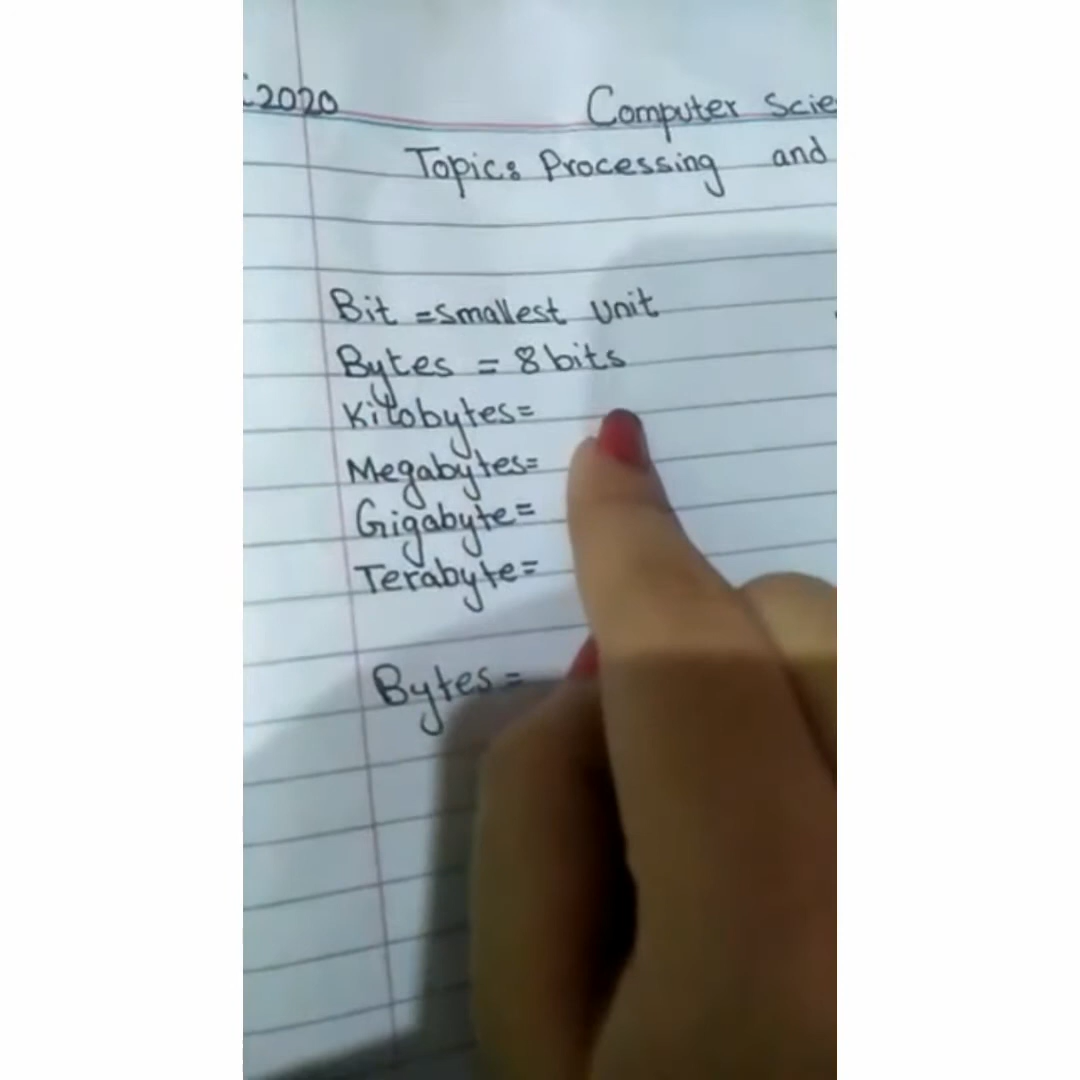 2020 Computer Scie
Topic: Processing and
Bit = smallest unit
Bytes = 8 bits
Kilobytes=
Megabytes=
Gigabyte=
Terabyte=
Bytes =